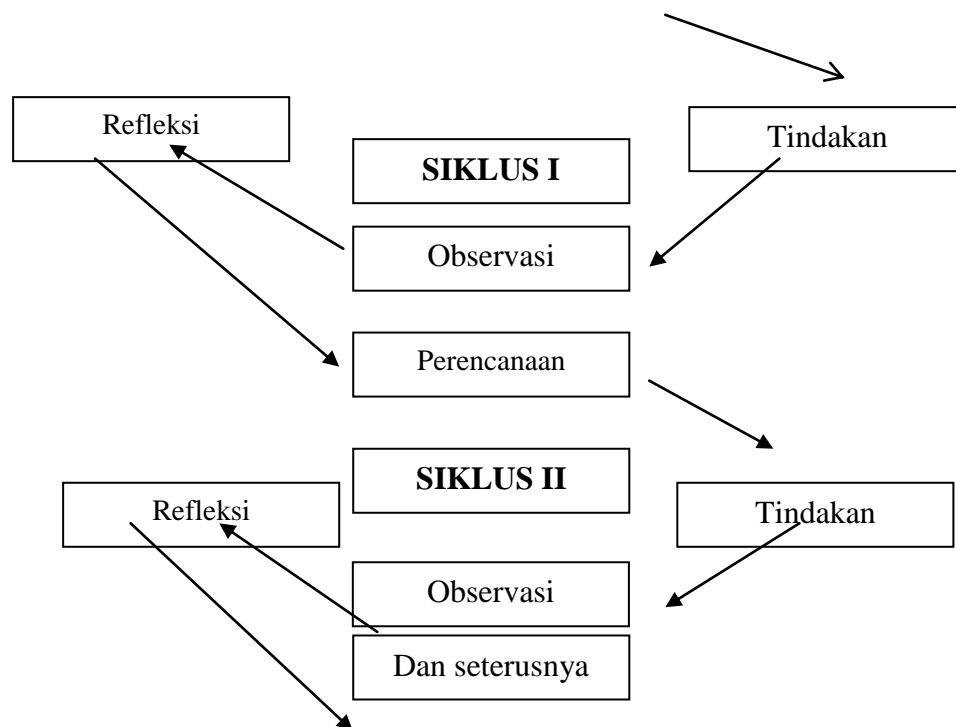 Refleksi
Tindakan
SIKLUS I
Observasi
Perencanaan
SIKLUS II
Refleksi
Tindakan
Observasi
Dan seterusnya